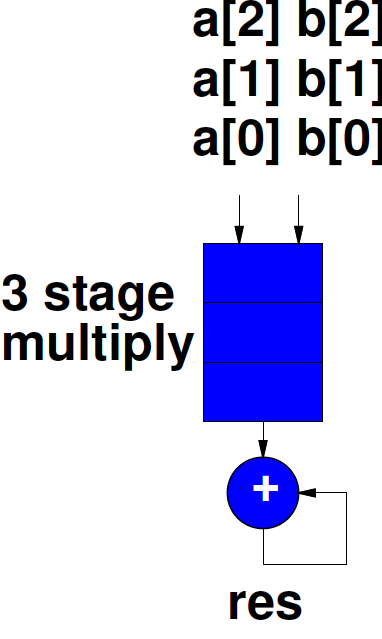 a[2] b[2]
a[1] b[1]
a[0] b[0]
3 stage
multiply
+
res